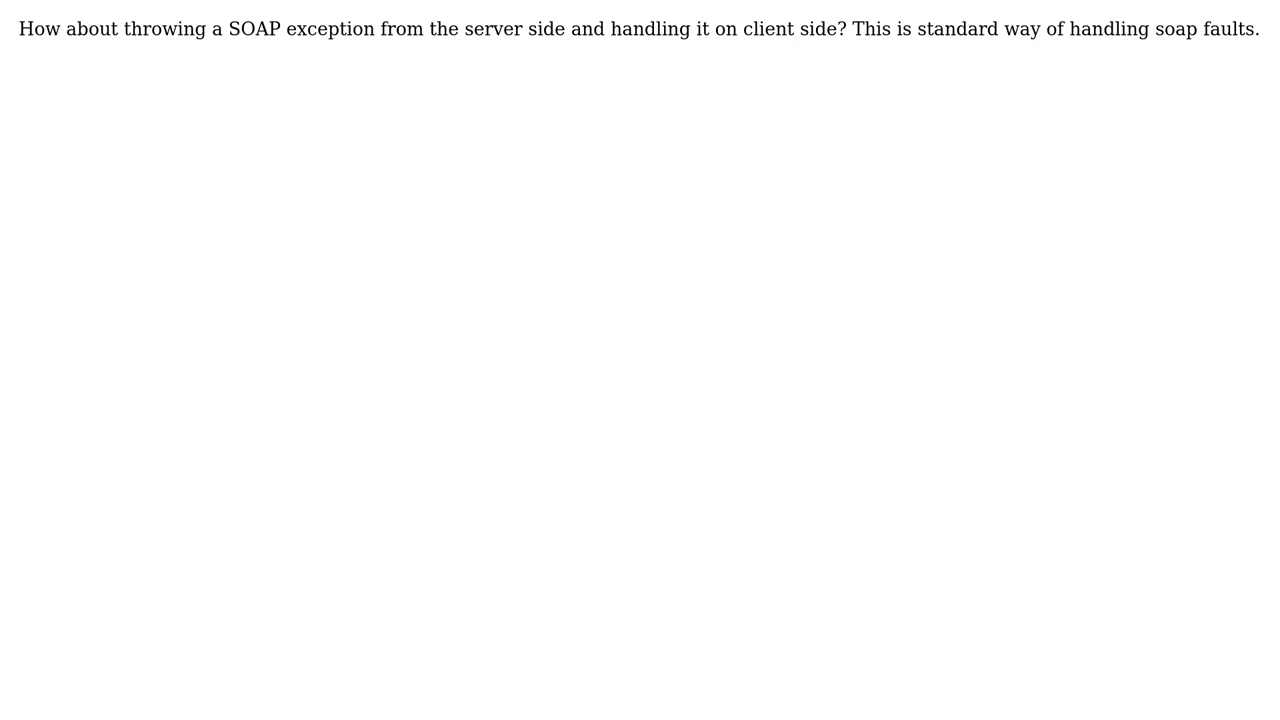 How about throwing a SOAP exception from the server side and handling it on client side? This is standard way of handling soap faults.